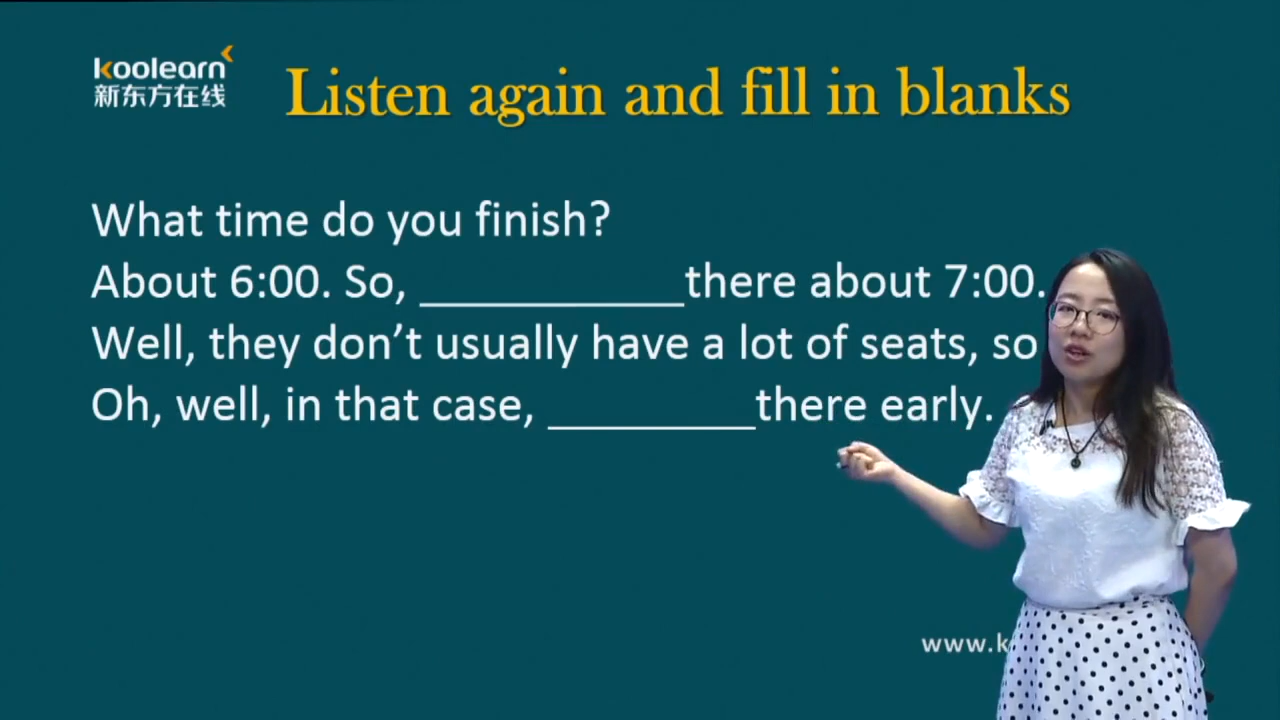 koolearn
新东方在线
Listen again and fill in blanks
What time do you finish?
About 6:00. So, ___________there about 7:00.
Well, they don’t usually have a lot of seats, so
Oh, well, in that case, _________there early.
www.k